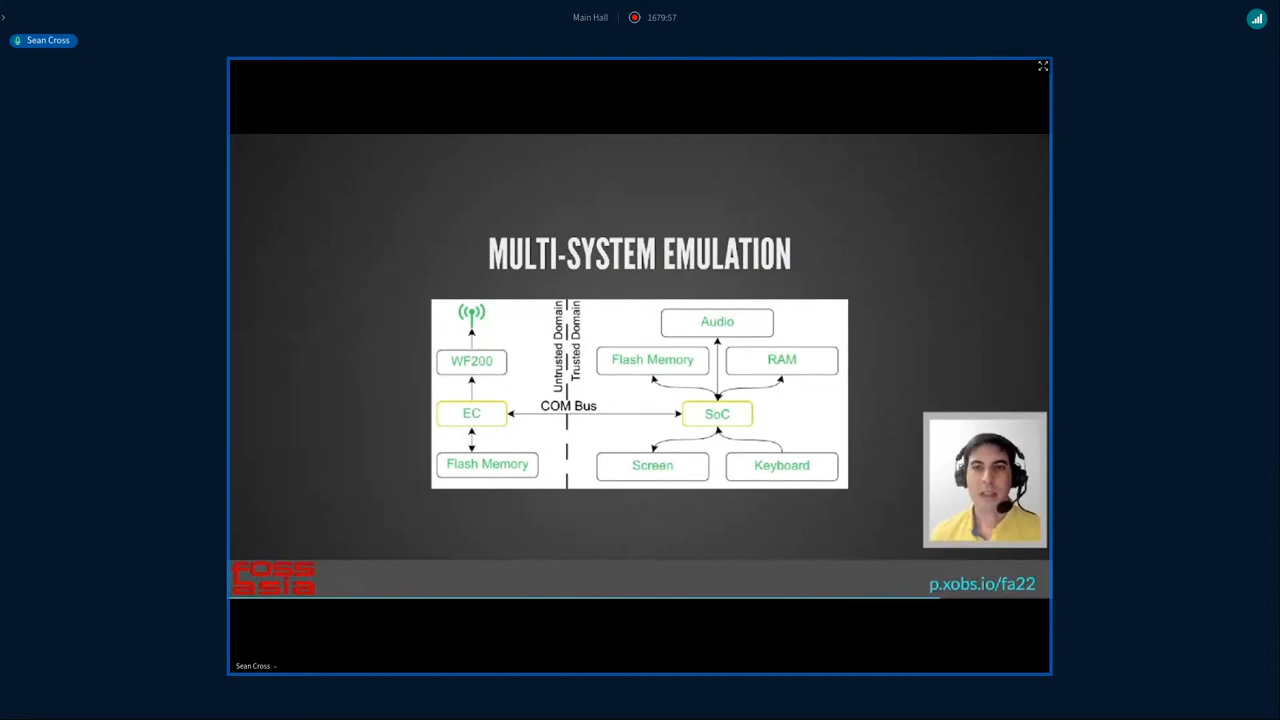 Main Hall
1679:57
Sean Cross
MULTI-SYSTEM EMULATION
Untrusted Domain
Trusted Domain
Audio
WF200
Flash Memory
RAM
COM Bus
EC
SoC
Flash Memory
Screen
Keyboard
FOSS
asia
p.xobs.io/fa22
Sean Cross